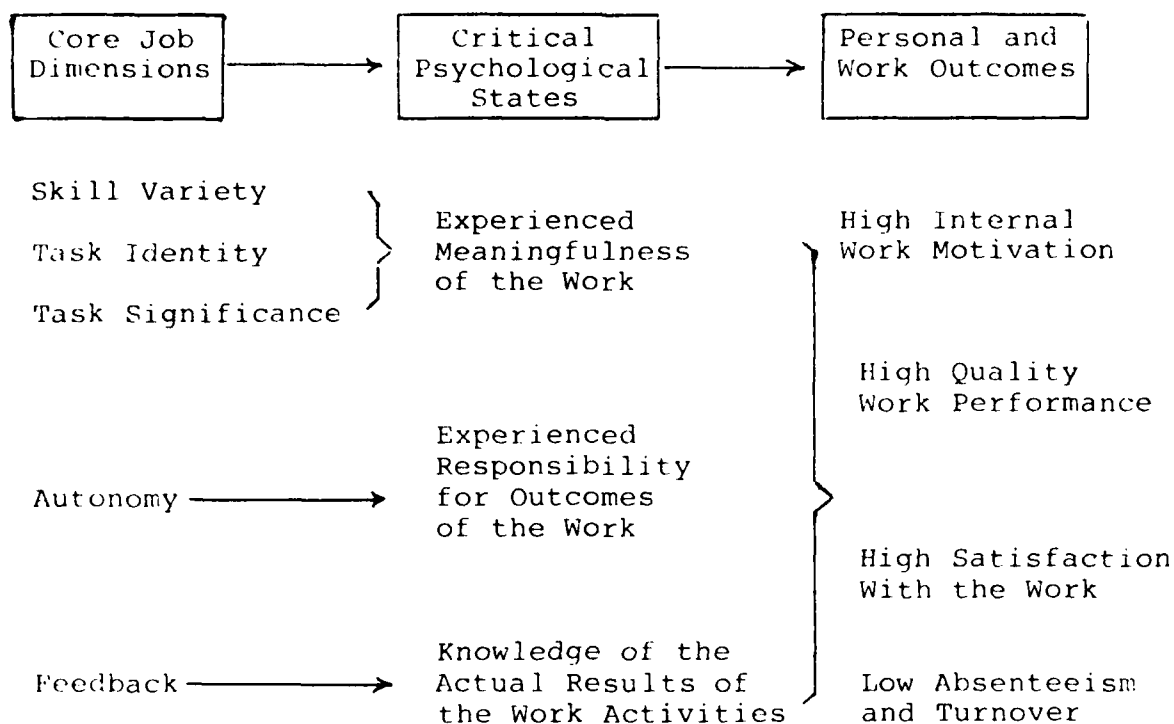 Core Job
Dimensions
Critical
Psychological
States
Personal and
Work Outcomes
Skill Variety
Task Identity
Task Significance
Experienced
Meaningfulness
of the Work
High Internal
Work Motivation
High Quality
Work Performance
Autonomy
Experienced
Responsibility
for Outcomes
of the Work
High Satisfaction
With the Work
Feedback
Knowledge of the
Actual Results of
the Work Activities
Low Absenteeism
and Turnover